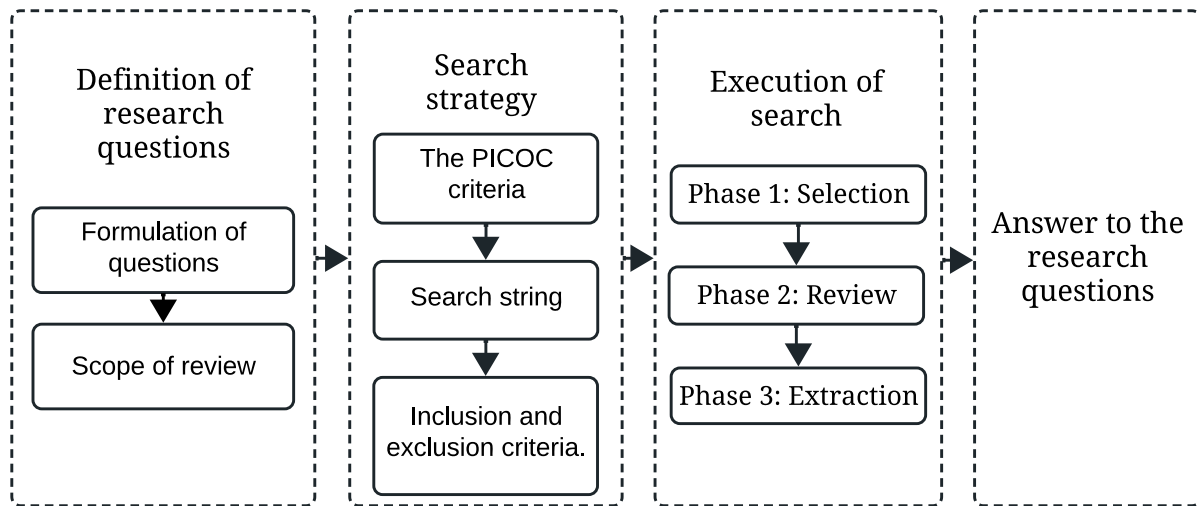 Definition of
research
questions
Formulation of
questions
Scope of review
Search
strategy
The PICOC
criteria
Search string
Inclusion and
exclusion criteria.
Execution of
search
Phase 1: Selection
Phase 2: Review
Phase 3: Extraction
Answer to the
research
questions